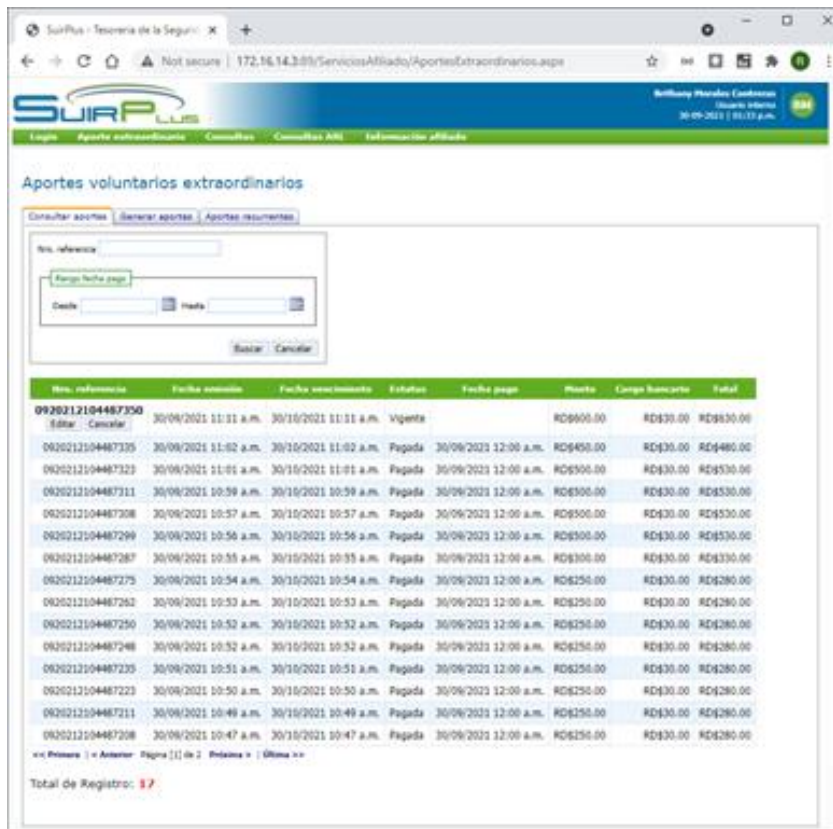 SuirPlus - Tesoreria de la Seguri
Not secure | 172.16.14.3:89/ServiciosAfiliado/AportesExtraordinarios.aspx
SUIRPLUS
Brithany Morales Contreras
Usuario interno
30-09-2021 | 01:33 p.m.
BM
Login Aporte extraordinario Consultas Consultas ARL Información afiliado
Aportes voluntarios extraordinarios
Consultar aportes Generar aportes Aportes recurrentes
Nro. referencia
Rango fecha pago
Desde Hasta
Buscar Cancelar
Nro. referencia Fecha emisión Fecha vencimiento Estatus Fecha pago Monto Cargo bancario Total
0920212104487350 30/09/2021 11:11 a.m. 30/10/2021 11:11 a.m. Vigente RD$600.00 RD$30.00 RD$630.00
Editar Cancelar
0920212104487335 30/09/2021 11:02 a.m. 30/10/2021 11:02 a.m. Pagada 30/09/2021 12:00 a.m. RD$450.00 RD$30.00 RD$480.00
0920212104487323 30/09/2021 11:01 a.m. 30/10/2021 11:01 a.m. Pagada 30/09/2021 12:00 a.m. RD$500.00 RD$30.00 RD$530.00
0920212104487311 30/09/2021 10:59 a.m. 30/10/2021 10:59 a.m. Pagada 30/09/2021 12:00 a.m. RD$500.00 RD$30.00 RD$530.00
0920212104487308 30/09/2021 10:57 a.m. 30/10/2021 10:57 a.m. Pagada 30/09/2021 12:00 a.m. RD$500.00 RD$30.00 RD$530.00
0920212104487299 30/09/2021 10:56 a.m. 30/10/2021 10:56 a.m. Pagada 30/09/2021 12:00 a.m. RD$500.00 RD$30.00 RD$530.00
0920212104487287 30/09/2021 10:55 a.m. 30/10/2021 10:55 a.m. Pagada 30/09/2021 12:00 a.m. RD$300.00 RD$30.00 RD$330.00
0920212104487275 30/09/2021 10:54 a.m. 30/10/2021 10:54 a.m. Pagada 30/09/2021 12:00 a.m. RD$250.00 RD$30.00 RD$280.00
0920212104487262 30/09/2021 10:53 a.m. 30/10/2021 10:53 a.m. Pagada 30/09/2021 12:00 a.m. RD$250.00 RD$30.00 RD$280.00
0920212104487250 30/09/2021 10:52 a.m. 30/10/2021 10:52 a.m. Pagada 30/09/2021 12:00 a.m. RD$250.00 RD$30.00 RD$280.00
0920212104487248 30/09/2021 10:52 a.m. 30/10/2021 10:52 a.m. Pagada 30/09/2021 12:00 a.m. RD$250.00 RD$30.00 RD$280.00
0920212104487235 30/09/2021 10:51 a.m. 30/10/2021 10:51 a.m. Pagada 30/09/2021 12:00 a.m. RD$250.00 RD$30.00 RD$280.00
0920212104487223 30/09/2021 10:50 a.m. 30/10/2021 10:50 a.m. Pagada 30/09/2021 12:00 a.m. RD$250.00 RD$30.00 RD$280.00
0920212104487211 30/09/2021 10:49 a.m. 30/10/2021 10:49 a.m. Pagada 30/09/2021 12:00 a.m. RD$250.00 RD$30.00 RD$280.00
0920212104487208 30/09/2021 10:47 a.m. 30/10/2021 10:47 a.m. Pagada 30/09/2021 12:00 a.m. RD$250.00 RD$30.00 RD$280.00
<< Primera | < Anterior Página [1] de 2 Próxima > | Última >>
Total de Registro: 17